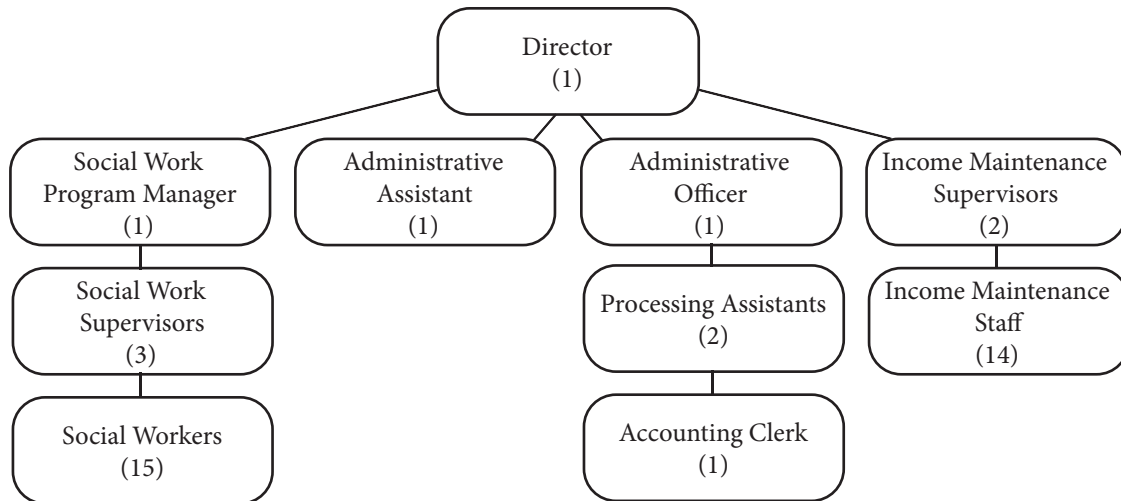 Director
(1)
Social Work
Program Manager
(1)
Administrative
Assistant
(1)
Administrative
Officer
(1)
Income Maintenance
Supervisors
(2)
Social Work
Supervisors
(3)
Processing Assistants
(2)
Income Maintenance
Staff
(14)
Social Workers
(15)
Accounting Clerk
(1)